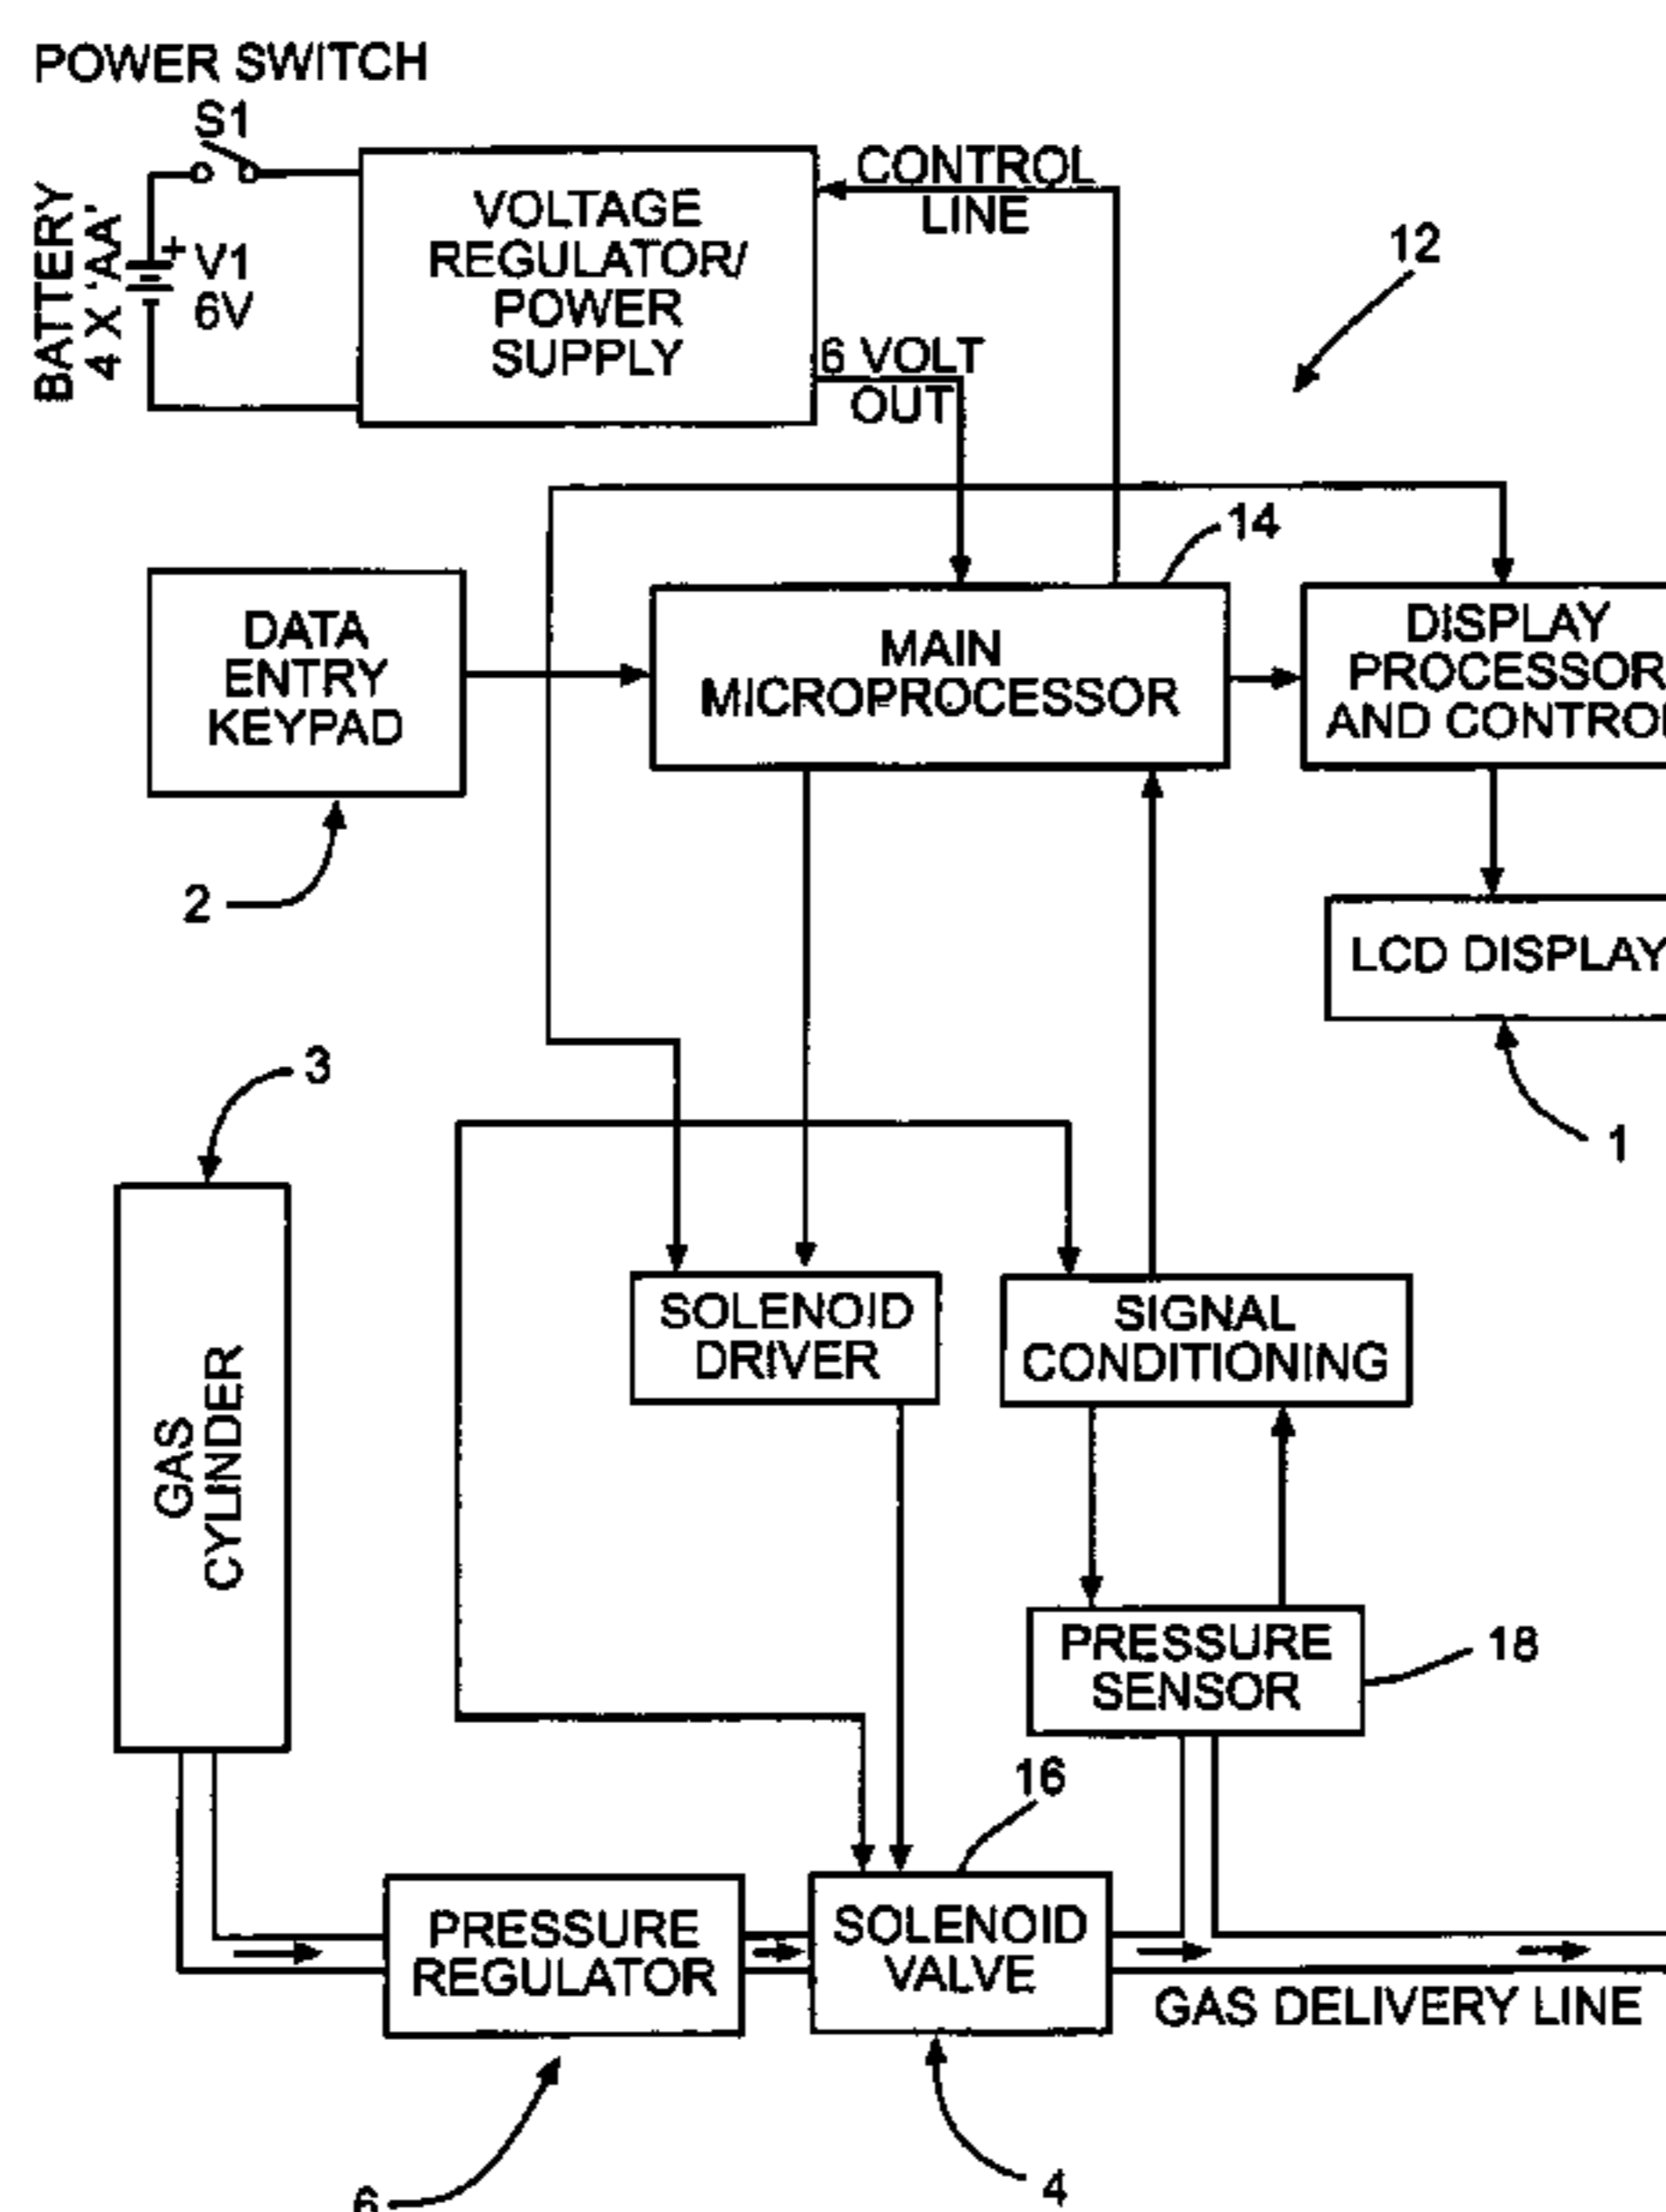 POWER SWITCH
S1
BATTERY
4 X 'AA'
+
V1
6V
VOLTAGE
REGULATOR/
POWER
SUPPLY
CONTROL
LINE
6 VOLT
OUT
12
14
DATA
ENTRY
KEYPAD
MAIN
MICROPROCESSOR
DISPLAY
PROCESSOR
AND CONTROL
2
LCD DISPLAY
1
3
GAS
CYLINDER
SOLENOID
DRIVER
SIGNAL
CONDITIONING
PRESSURE
SENSOR
18
16
PRESSURE
REGULATOR
SOLENOID
VALVE
GAS DELIVERY LINE
6
4